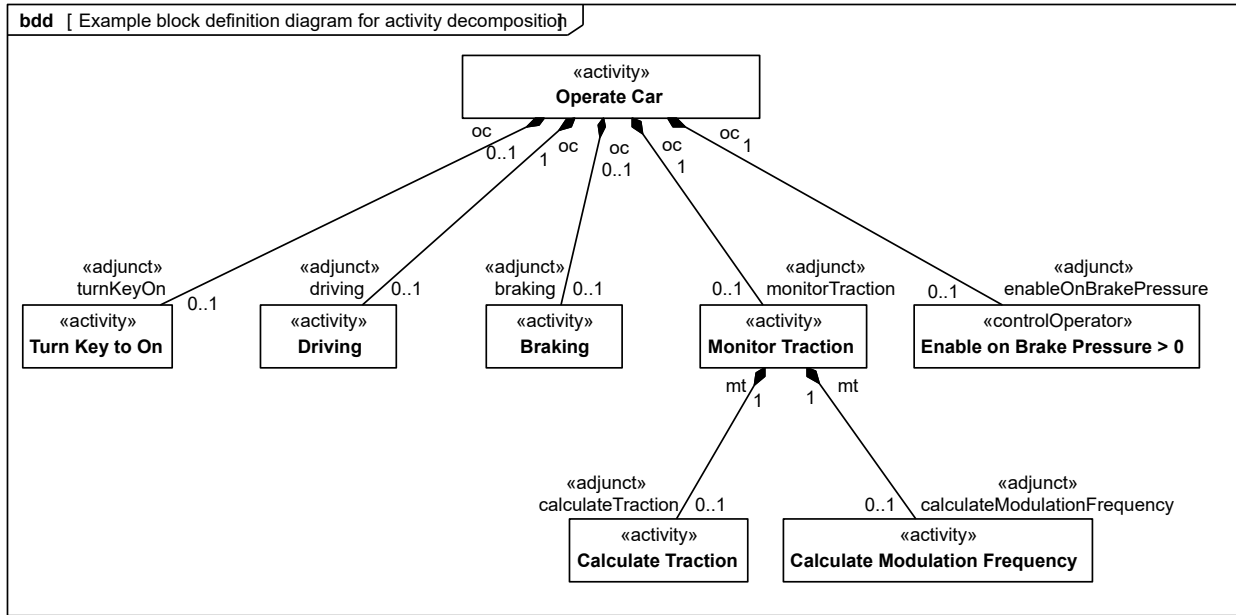 bdd [ Example block definition diagram for activity decomposition ]
«activity»
Operate Car
oc
0..1
1
oc
oc
0..1
oc
1
oc
1
«adjunct»
turnKeyOn
0..1
«adjunct»
driving
0..1
«adjunct»
braking
0..1
«adjunct»
monitorTraction
0..1
«adjunct»
enableOnBrakePressure
0..1
«activity»
Turn Key to On
«activity»
Driving
«activity»
Braking
«activity»
Monitor Traction
«controlOperator»
Enable on Brake Pressure > 0
mt
1
mt
1
«adjunct»
calculateTraction
0..1
«adjunct»
calculateModulationFrequency
0..1
«activity»
Calculate Traction
«activity»
Calculate Modulation Frequency